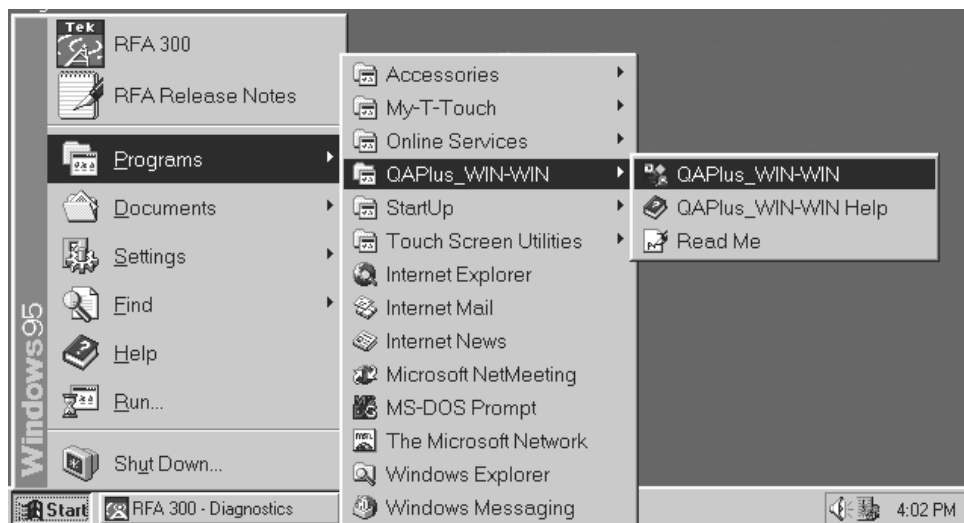 Tek
RFA 300
RFA Release Notes
Programs
Documents
Settings
Find
Help
Run...
Shut Down...
Windows95
Accessories
My-T-Touch
Online Services
QAPlus_WIN-WIN
StartUp
Touch Screen Utilities
Internet Explorer
Internet Mail
Internet News
Microsoft NetMeeting
MS-DOS Prompt
The Microsoft Network
Windows Explorer
Windows Messaging
QAPlus_WIN-WIN
QAPlus_WIN-WIN Help
Read Me
Start
RFA 300 - Diagnostics
4:02 PM